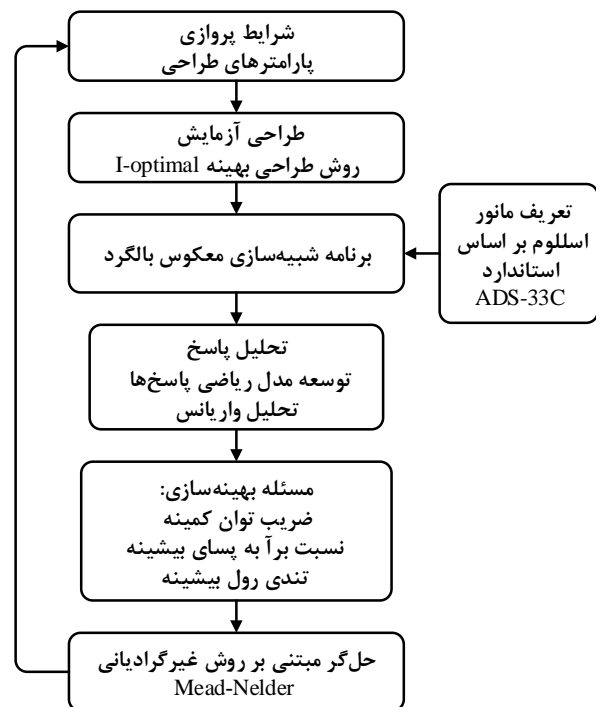 شرایط پروازی
پارامترهای طراحی
طراحی آزمایش
روش طراحی بهینه I-optimal
تعریف مانور
اسللوم بر اساس
استاندارد
ADS-33C
برنامه شبیه‌سازی معکوس بالگرد
تحلیل پاسخ
توسعه مدل ریاضی پاسخ‌ها
تحلیل واریانس
مسئله بهینه‌سازی:
ضریب توان کمینه
نسبت برآ به پسای بیشینه
تندی رول بیشینه
حل‌گر مبتنی بر روش غیرگرادیانی
Mead-Nelder